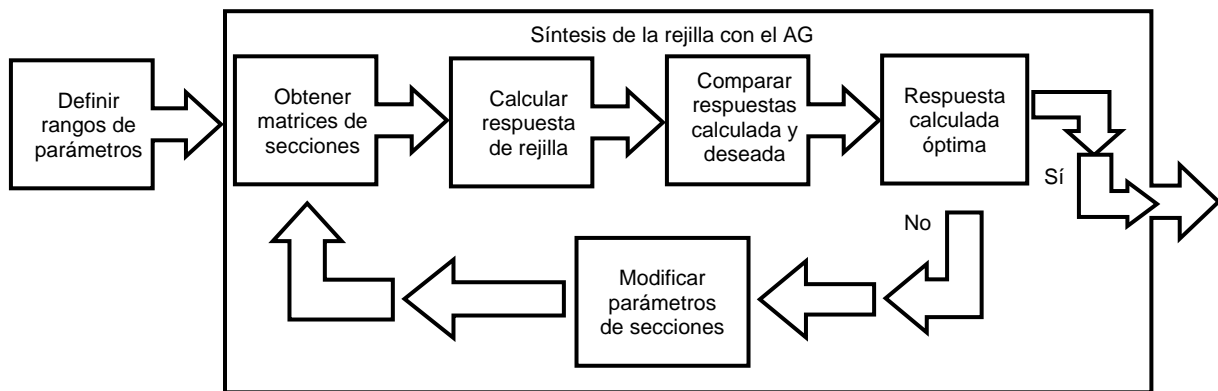 Síntesis de la rejilla con el AG
Definir
rangos de
parámetros
Obtener
matrices de
secciones
Calcular
respuesta
de rejilla
Comparar
respuestas
calculada y
deseada
Respuesta
calculada
óptima
Sí
No
Modificar
parámetros
de secciones